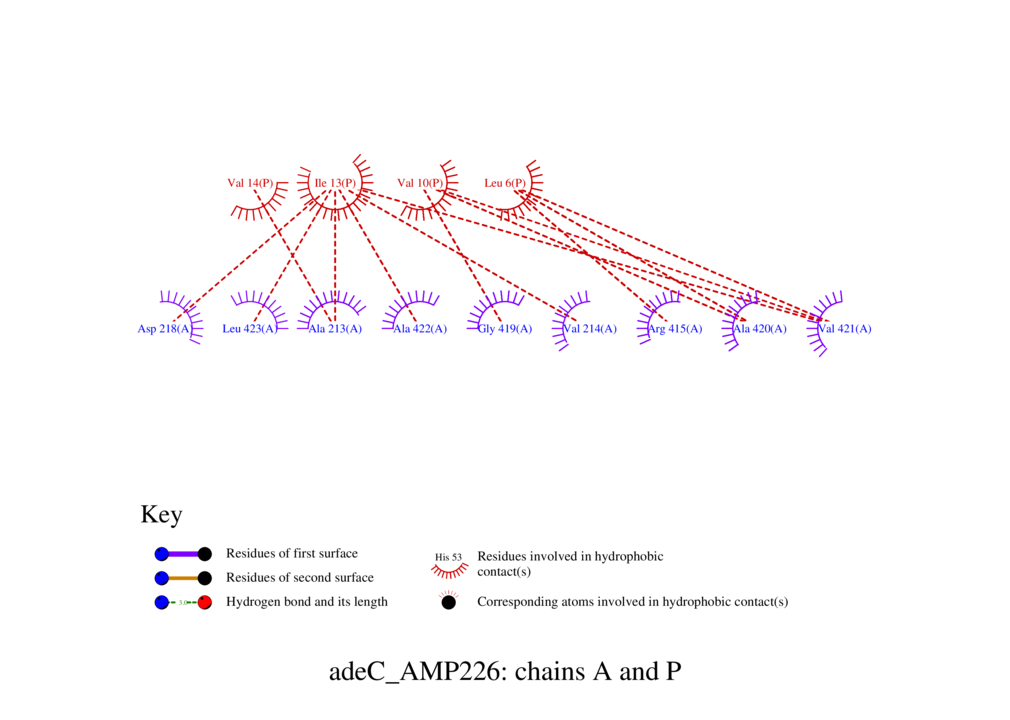 Val 14(P) Ile 13(P) Val 10(P) Leu 6(P)
Asp 218(A) Leu 423(A) Ala 213(A) Ala 422(A) Gly 419(A) Val 214(A) Arg 415(A) Ala 420(A) Val 421(A)
Key
Residues of first surface
Residues of second surface
3.0 Hydrogen bond and its length
His 53 Residues involved in hydrophobic
contact(s)
Corresponding atoms involved in hydrophobic contact(s)
adeC_AMP226: chains A and P